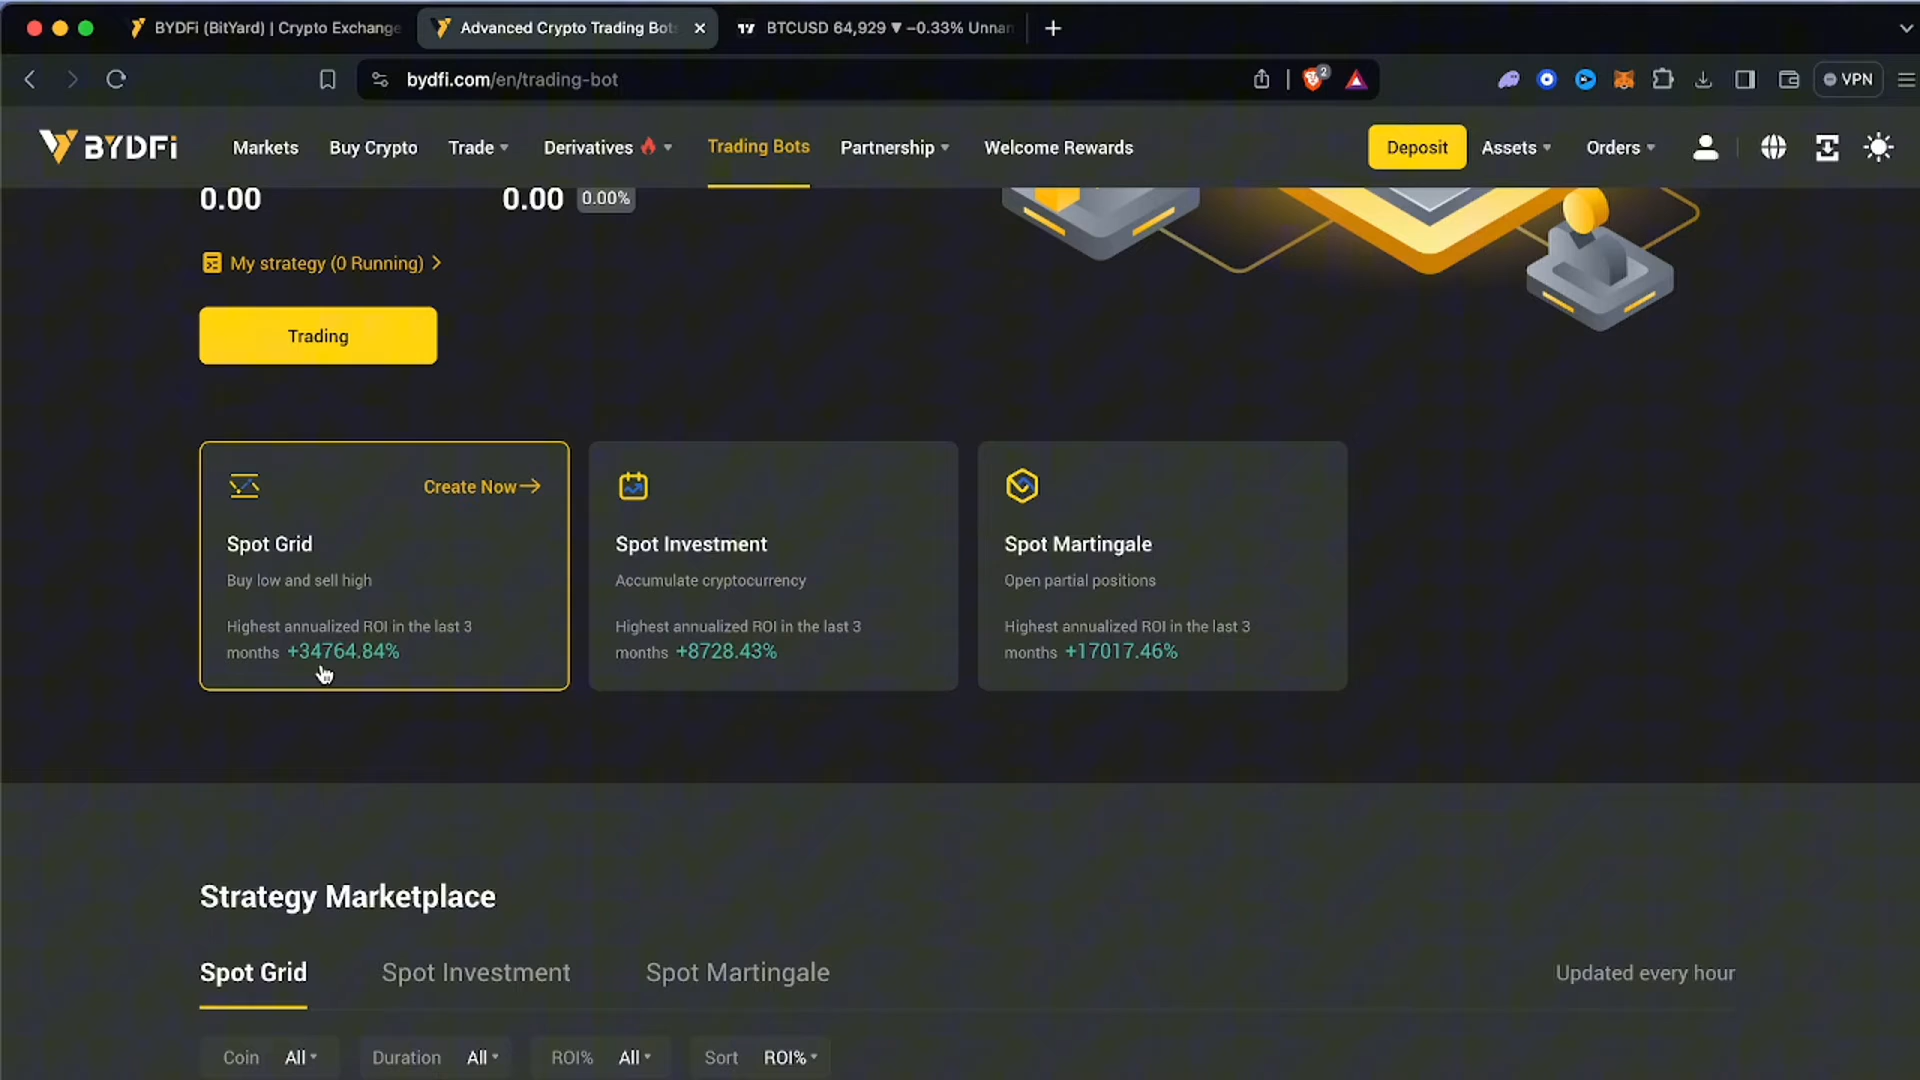 BYDFi (BitYard) | Crypto Exchange
Advanced Crypto Trading Bot
BTCUSD 64,929 ▼ −0.33% Unnar
bydfi.com/en/trading-bot
2
VPN
BYDFi
Markets
Buy Crypto
Trade
Derivatives
Trading Bots
Partnership
Welcome Rewards
Deposit
Assets
Orders
0.00
0.00
0.00%
My strategy (0 Running)
Trading
Create Now
Spot Grid
Buy low and sell high
Highest annualized ROI in the last 3
months +34764.84%
Spot Investment
Accumulate cryptocurrency
Highest annualized ROI in the last 3
months +8728.43%
Spot Martingale
Open partial positions
Highest annualized ROI in the last 3
months +17017.46%
Strategy Marketplace
Spot Grid
Spot Investment
Spot Martingale
Updated every hour
Coin All
Duration All
ROI% All
Sort ROI%